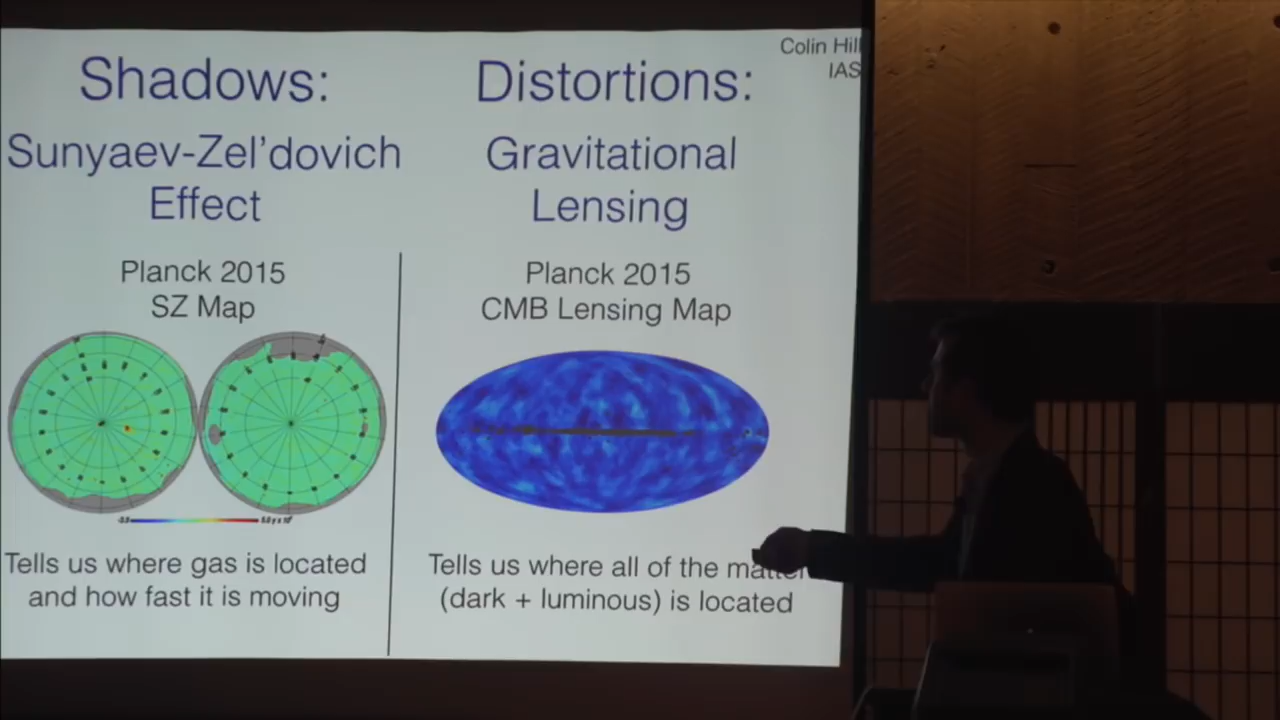 Colin Hill
IAS
Shadows:
Sunyaev-Zel'dovich
Effect
Planck 2015
SZ Map
Tells us where gas is located
and how fast it is moving
Distortions:
Gravitational
Lensing
Planck 2015
CMB Lensing Map
Tells us where all of the matter
(dark + luminous) is located